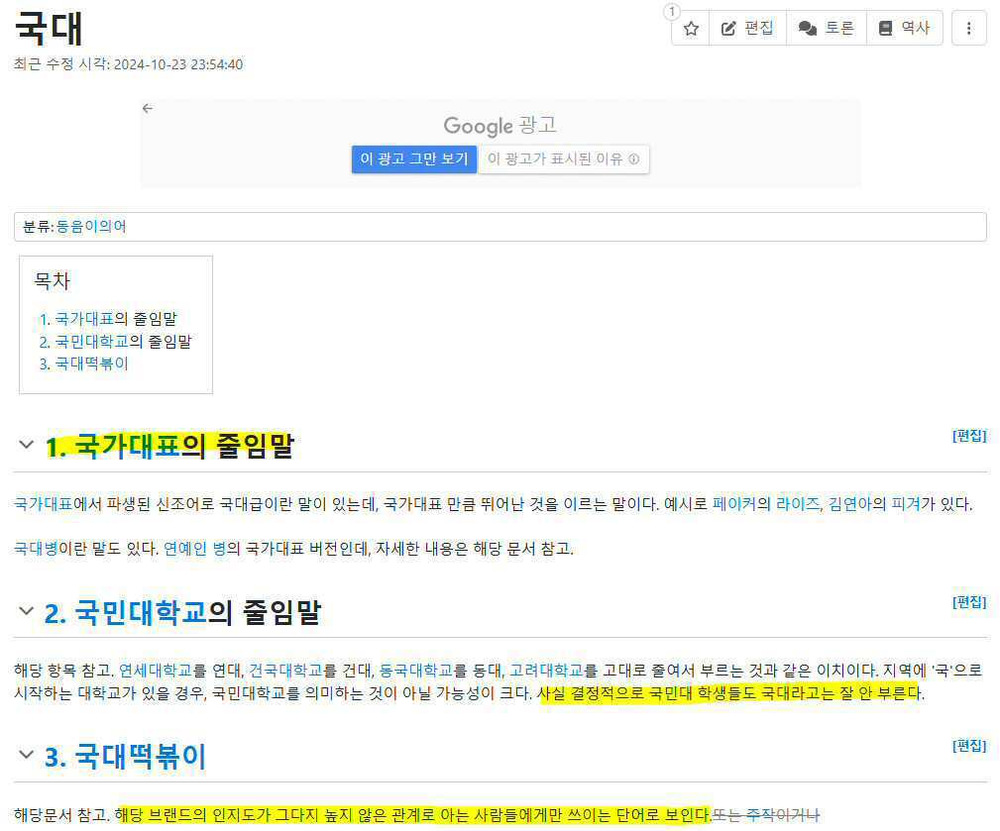 국대
최근 수정 시각: 2024-10-23 23:54:40
1
편집
토론
역사
Google 광고
이 광고 그만 보기
이 광고가 표시된 이유
분류: 동음이의어
목차
1. 국가대표의 줄임말
2. 국민대학교의 줄임말
3. 국대떡볶이
1. 국가대표의 줄임말
[편집]
국가대표에서 파생된 신조어로 국대급이란 말이 있는데, 국가대표 만큼 뛰어난 것을 이르는 말이다. 예시로 페이커의 라이즈, 김연아의 피겨가 있다.
국대병이란 말도 있다. 연예인 병의 국가대표 버전인데, 자세한 내용은 해당 문서 참고.
2. 국민대학교의 줄임말
[편집]
해당 항목 참고. 연세대학교를 연대, 건국대학교를 건대, 동국대학교를 동대, 고려대학교를 고대로 줄여서 부르는 것과 같은 이치이다. 지역에 '국'으로
시작하는 대학교가 있을 경우, 국민대학교를 의미하는 것이 아닐 가능성이 크다. 사실 결정적으로 국민대 학생들도 국대라고는 잘 안 부른다.
3. 국대떡볶이
[편집]
해당문서 참고. 해당 브랜드의 인지도가 그다지 높지 않은 관계로 아는 사람들에게만 쓰이는 단어로 보인다.또는 주작이거나